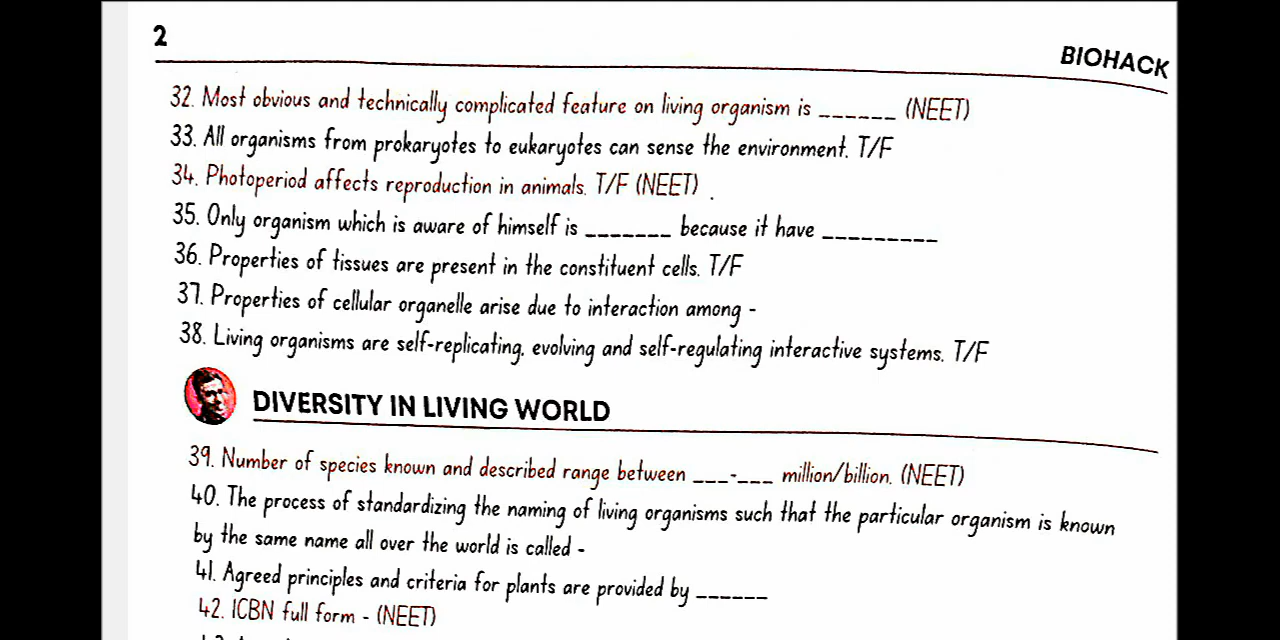 2
BIOHACK
32. Most obvious and technically complicated feature on living organism is ______ (NEET)
33. All organisms from prokaryotes to eukaryotes can sense the environment. T/F
34. Photoperiod affects reproduction in animals. T/F (NEET) .
35. Only organism which is aware of himself is _______ because it have _________
36. Properties of tissues are present in the constituent cells. T/F
37. Properties of cellular organelle arise due to interaction among -
38. Living organisms are self-replicating, evolving and self-regulating interactive systems. T/F
DIVERSITY IN LIVING WORLD
39. Number of species known and described range between ___-___ million/billion. (NEET)
40. The process of standardizing the naming of living organisms such that the particular organism is known
by the same name all over the world is called -
41. Agreed principles and criteria for plants are provided by ______
42. ICBN full form - (NEET)